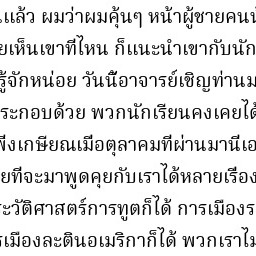 แล้ว ผมว่าผมคุ้นๆ หน้าผู้ชายคนนั้
ยเห็นเขาที่ไหน ก็แนะนำเขากับนัก
รู้จักหน่อย วันนี้อาจารย์เชิญท่านม
ระกอบด้วย พวกนักเรียนคงเคยได้
พึ่งเกษียณเมื่อตุลาคมที่ผ่านมานี่เอ
ยที่จะมาพูดคุยกับเราได้หลายเรื่อง
ะวัติศาสตร์การทูตก็ได้ การเมืองร
รเมืองละตินอเมริกาก็ได้ พวกเราไม